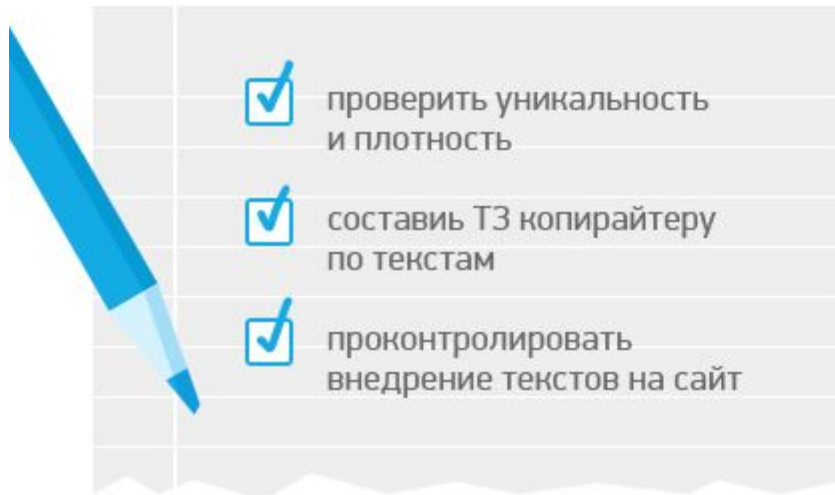 проверить уникальность
и плотность
составиь ТЗ копирайтеру
по текстам
проконтролировать
внедрение текстов на сайт